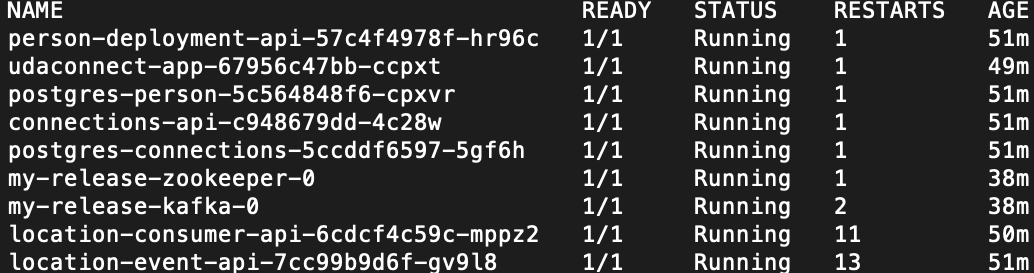 NAME READY STATUS RESTARTS AGE
person-deployment-api-57c4f4978f-hr96c 1/1 Running 1 51m
udaconnect-app-67956c47bb-ccpxt 1/1 Running 1 49m
postgres-person-5c564848f6-cpxvr 1/1 Running 1 51m
connections-api-c948679dd-4c28w 1/1 Running 1 51m
postgres-connections-5ccddf6597-5gf6h 1/1 Running 1 51m
my-release-zookeeper-0 1/1 Running 1 38m
my-release-kafka-0 1/1 Running 2 38m
location-consumer-api-6cdcf4c59c-mppz2 1/1 Running 11 50m
location-event-api-7cc99b9d6f-gv9l8 1/1 Running 13 51m